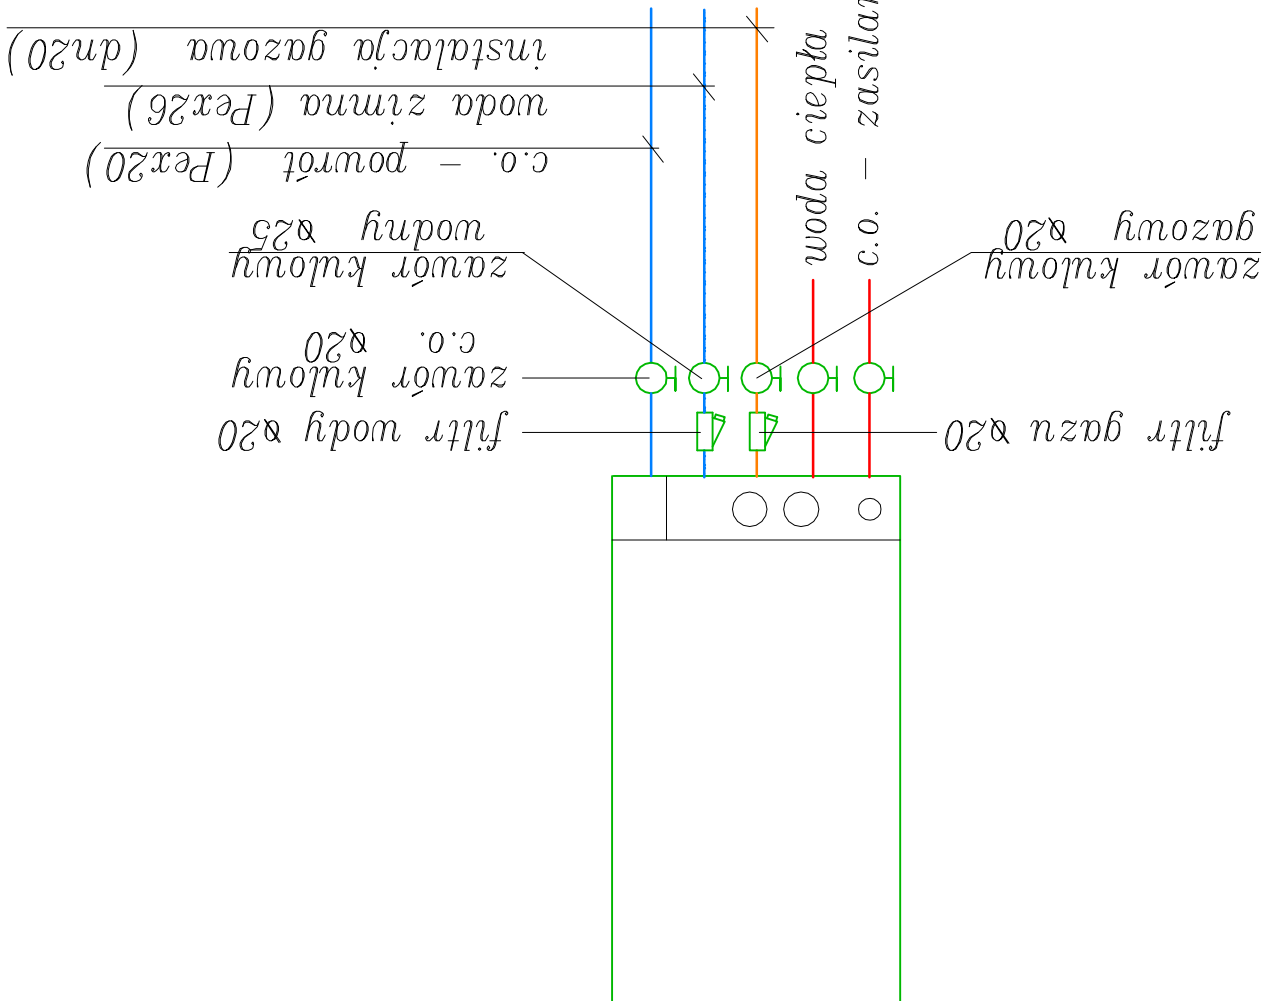 filtr gazu ø20
filtr wody ø20
zawór kulowy
c.o. ø20
zawór kulowy
gazowy ø20
zawór kulowy
wodny ø25
c.o. – powrót (Pex20)
woda zimna (Pex26)
instalacja gazowa (dn20)
woda ciepła
c.o. – zasilan